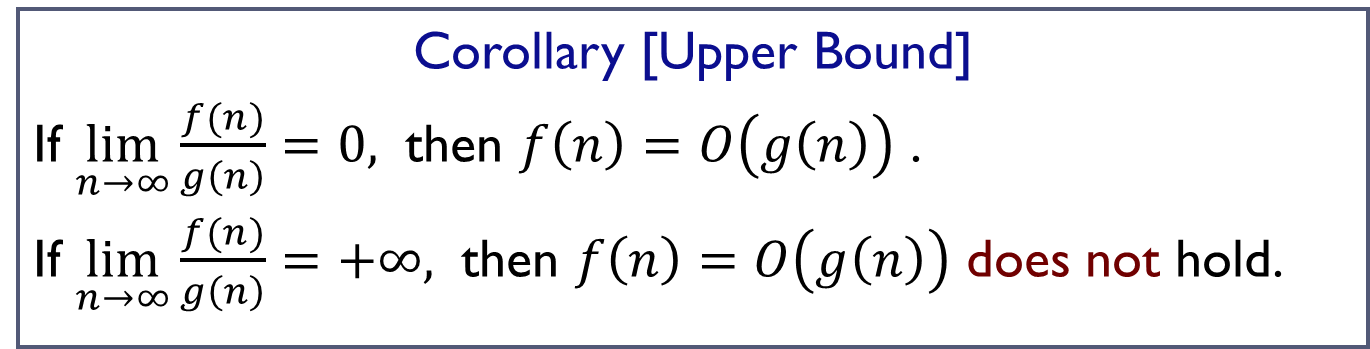 Corollary [Upper Bound]
If lim_{n→∞} f(n)/g(n) = 0, then f(n) = O(g(n)) .
If lim_{n→∞} f(n)/g(n) = +∞, then f(n) = O(g(n)) does not hold.